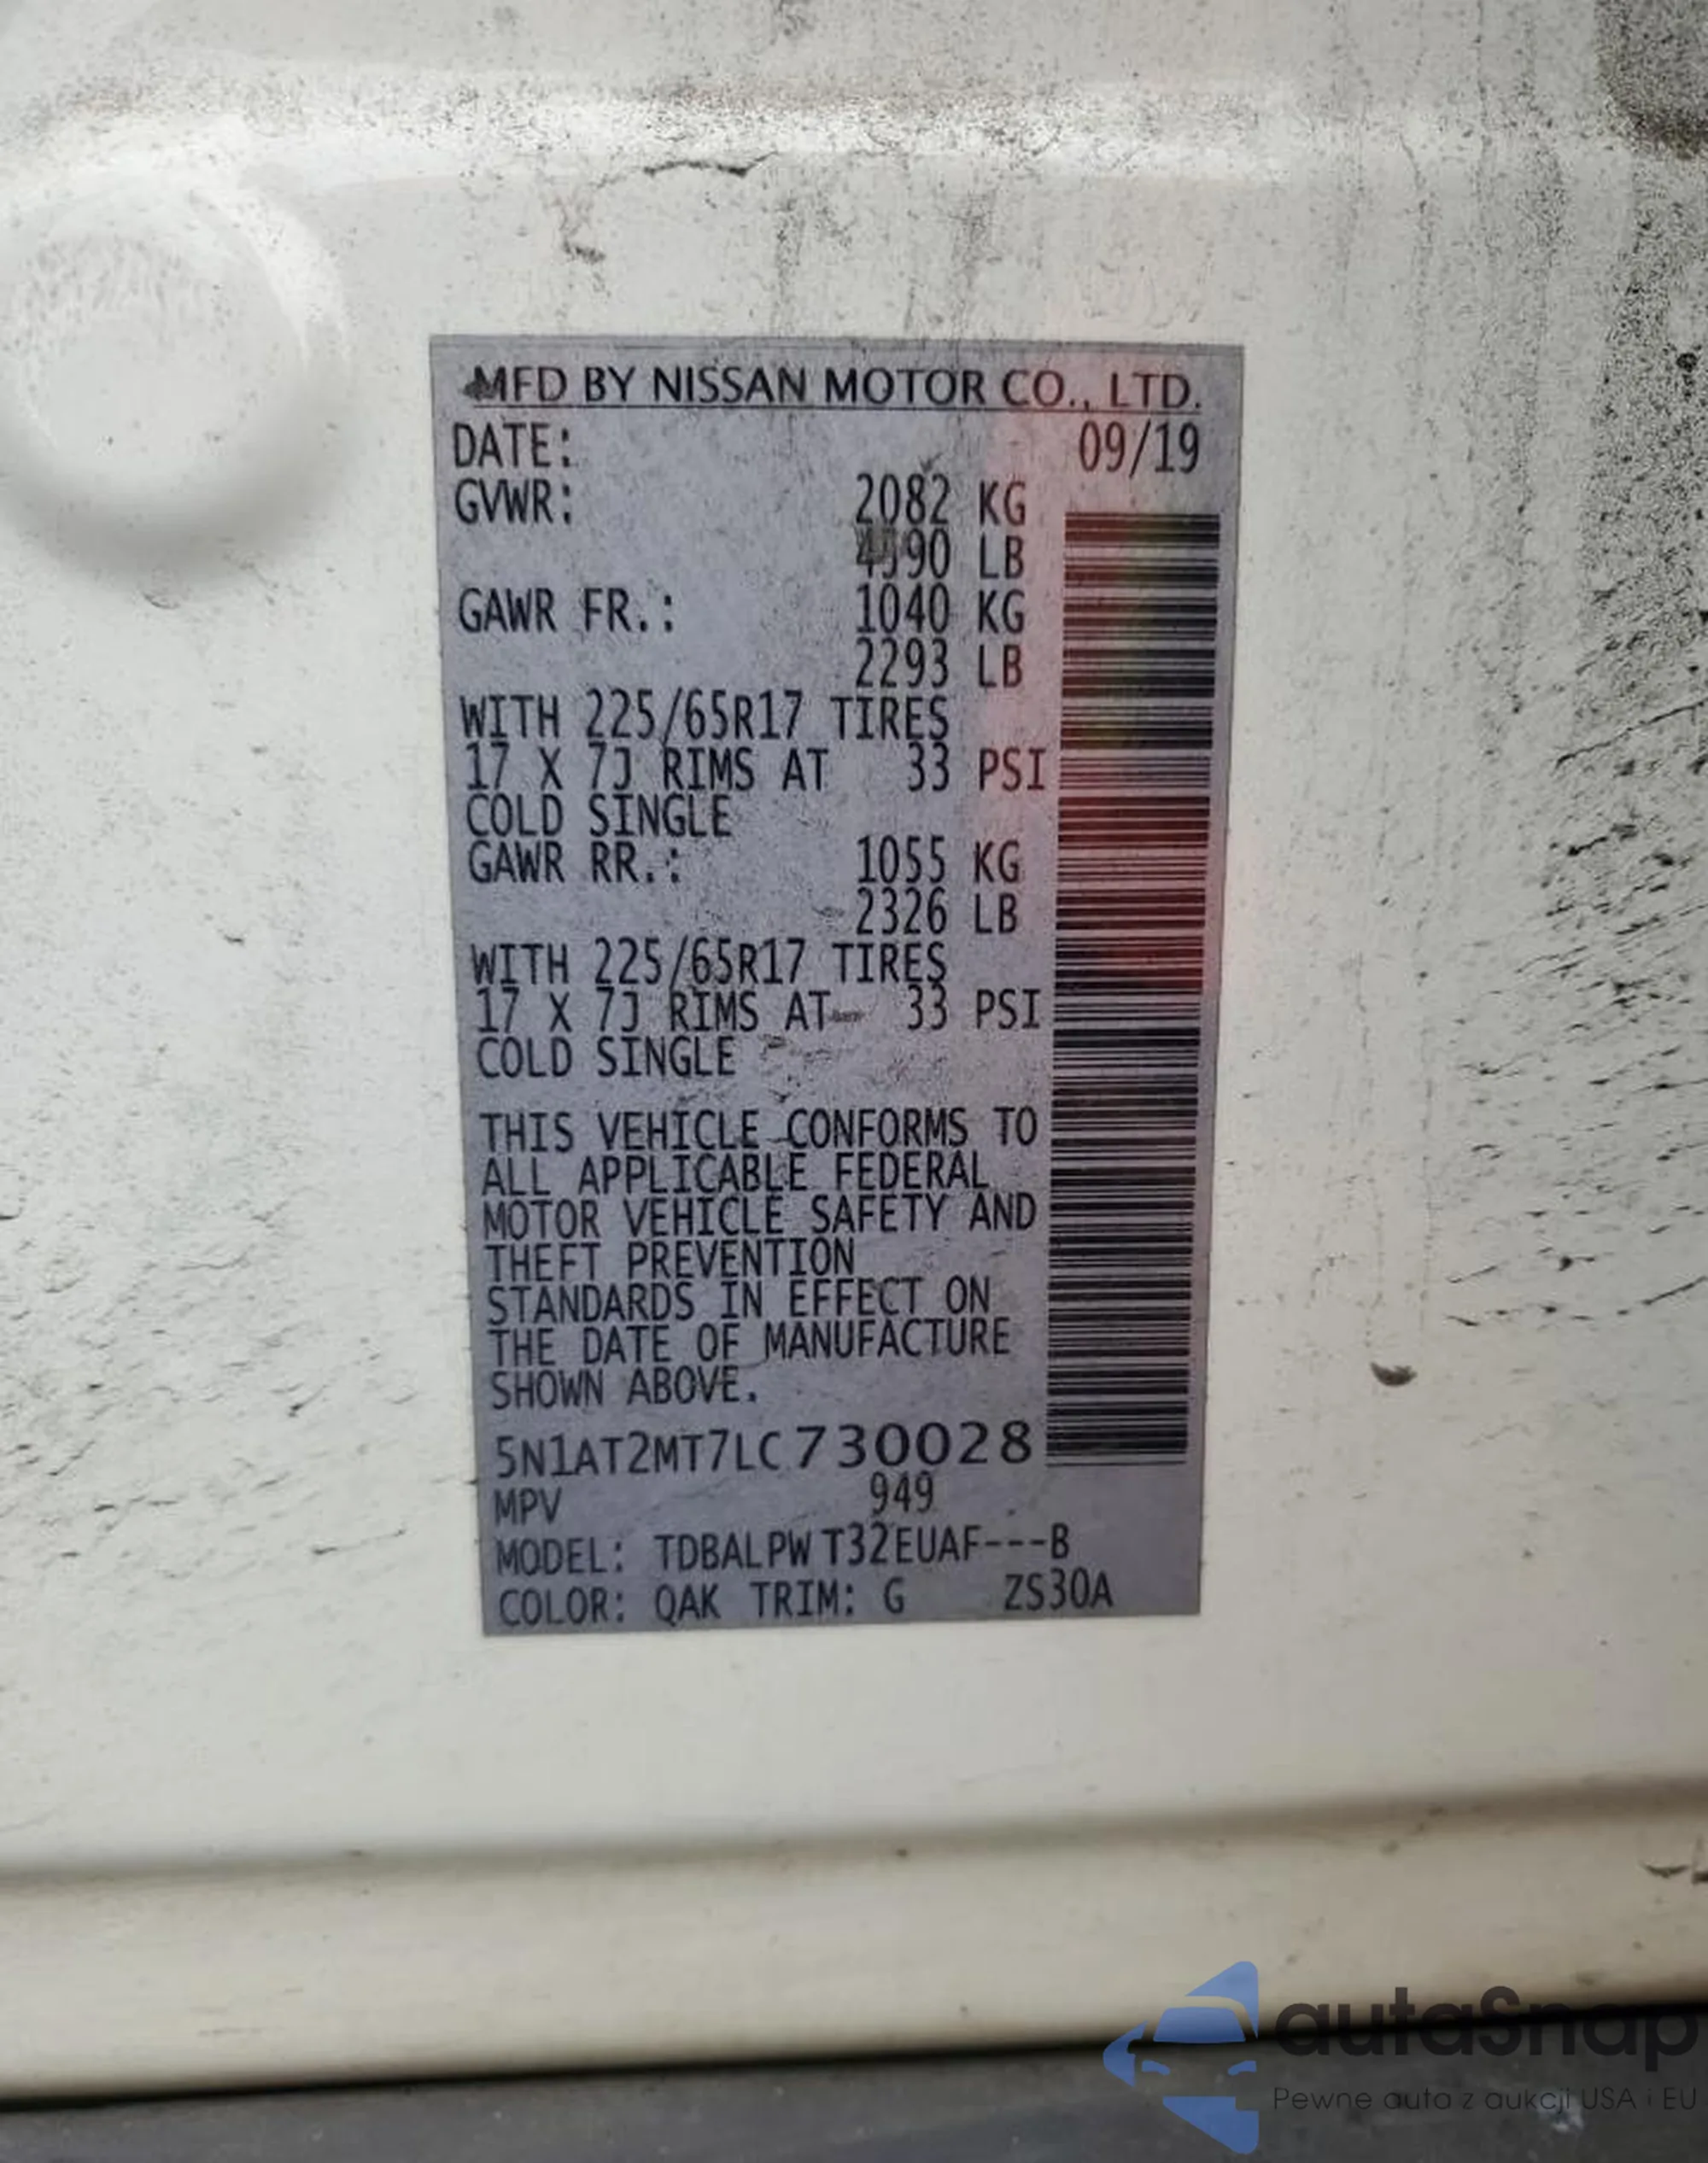 MFD BY NISSAN MOTOR CO., LTD.
DATE: 09/19
GVWR: 2082 KG
4590 LB
GAWR FR.: 1040 KG
2293 LB
WITH 225/65R17 TIRES
17 X 7J RIMS AT 33 PSI
COLD SINGLE
GAWR RR.: 1055 KG
2326 LB
WITH 225/65R17 TIRES
17 X 7J RIMS AT 33 PSI
COLD SINGLE
THIS VEHICLE CONFORMS TO
ALL APPLICABLE FEDERAL
MOTOR VEHICLE SAFETY AND
THEFT PREVENTION
STANDARDS IN EFFECT ON
THE DATE OF MANUFACTURE
SHOWN ABOVE.
5N1AT2MT7LC730028
MPV 949
MODEL: TDBALPW T32EUAF---B
COLOR: QAK TRIM: G ZS30A
autaSnap
Pewne auta z aukcji USA i EU